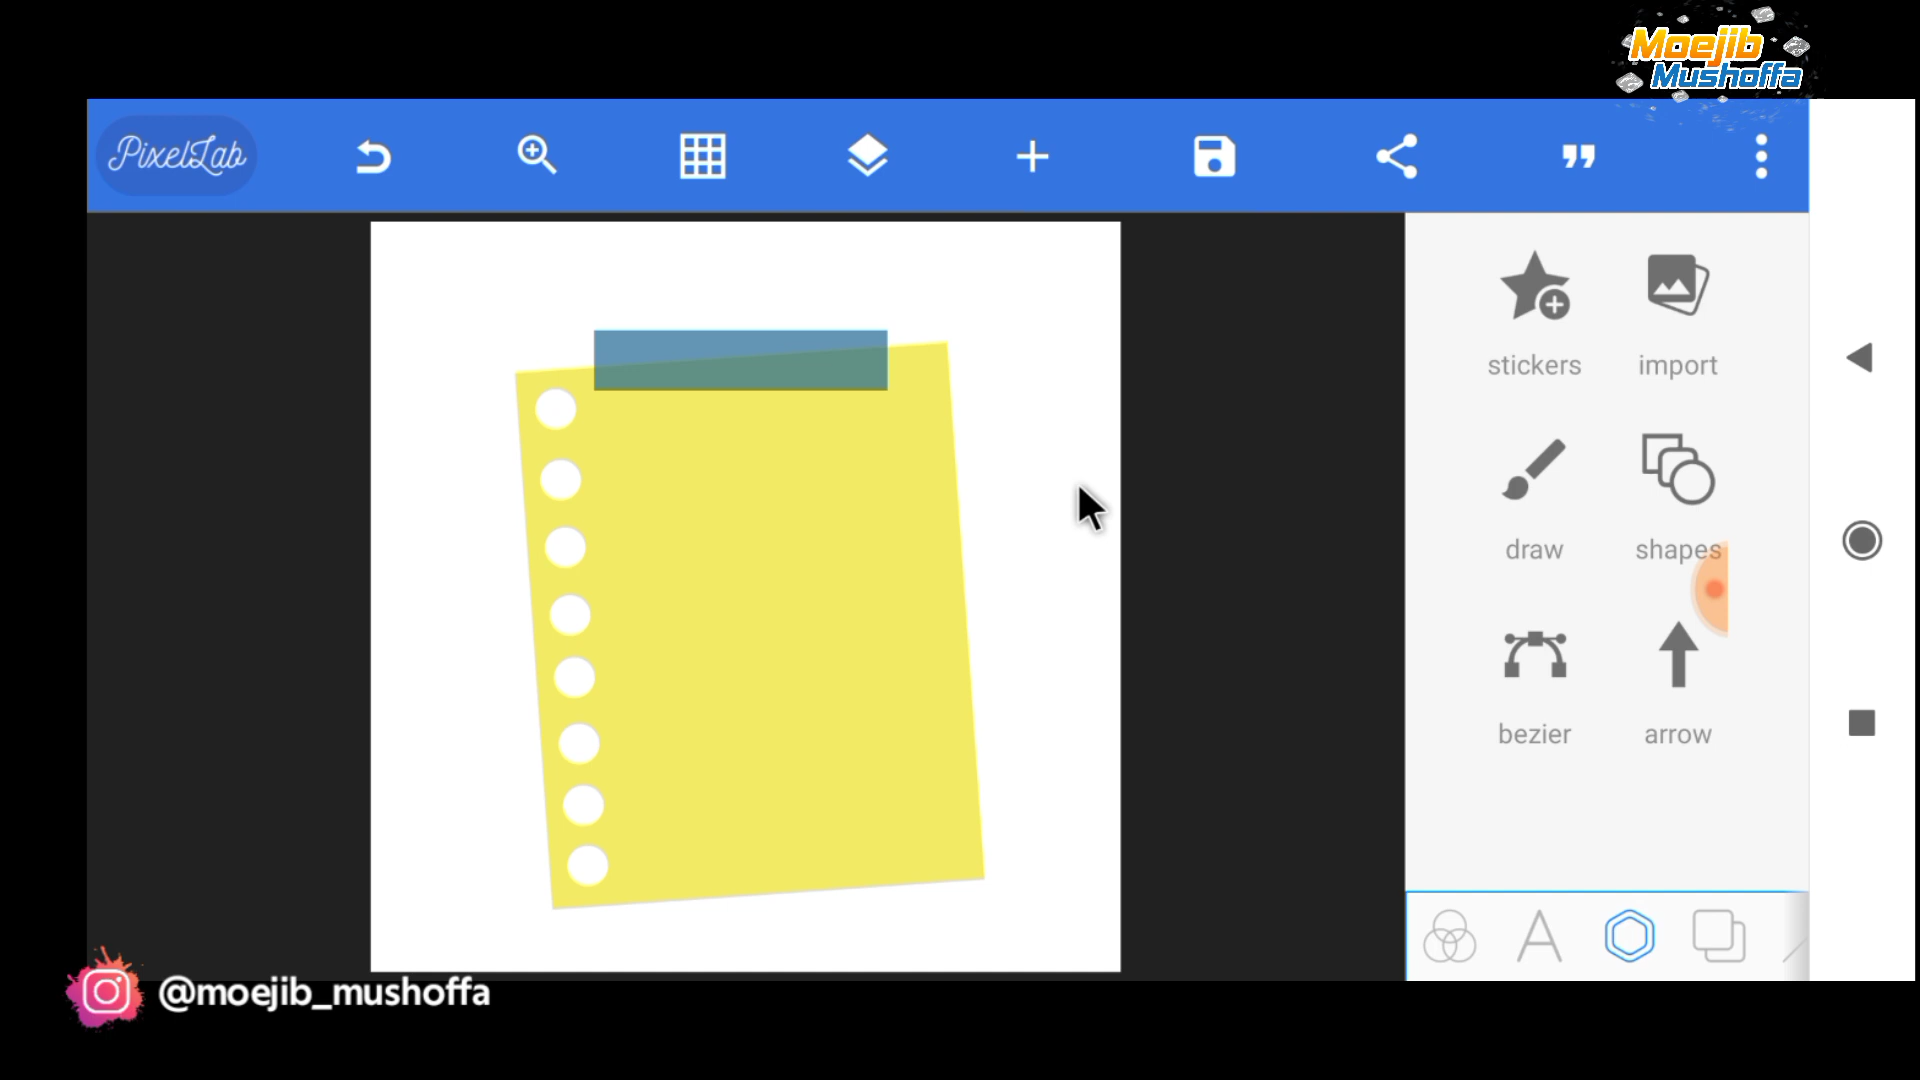 Moejib
Mushoffa
PixelLab
stickers
import
draw
shapes
bezier
arrow
@moejib_mushoffa